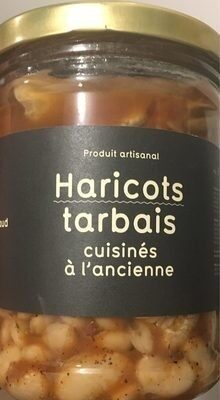 Produit artisanal
Haricots
tarbais
cuisinés
à l'ancienne